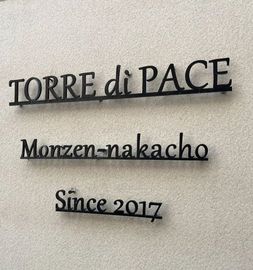 TORRE di PACE
Monzen-nakacho
Since 2017